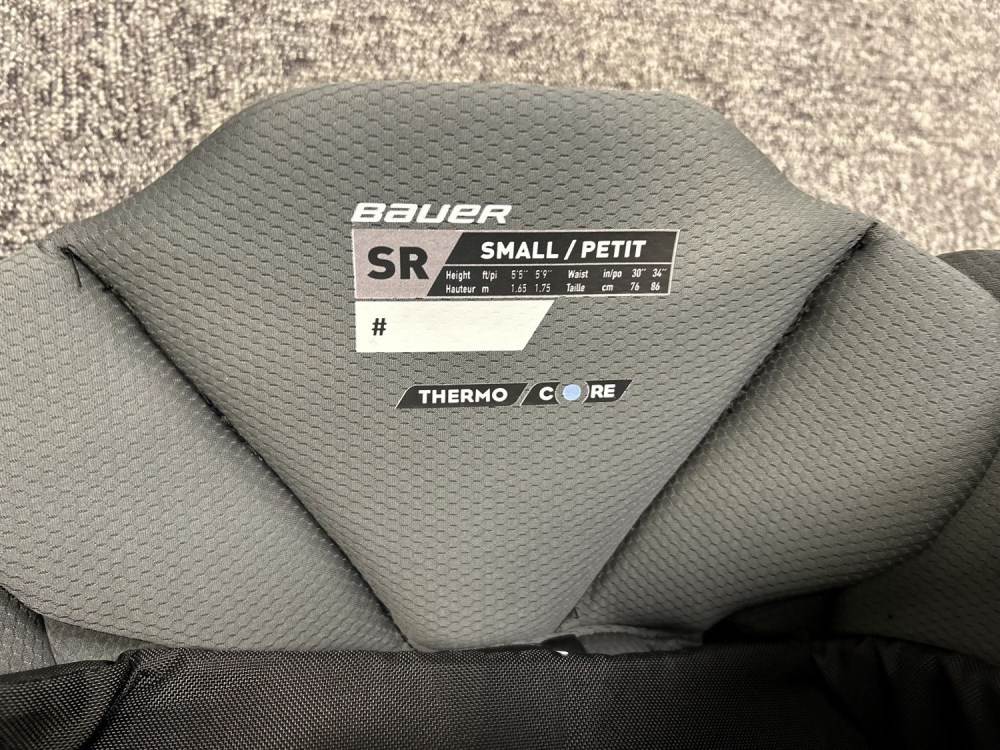 BAUER
SR SMALL / PETIT
Height ft/pi 5'5" 5'9" Waist in/po 30" 34"
Hauteur m 1.65 1.75 Taille cm 76 86
#
THERMO CORE